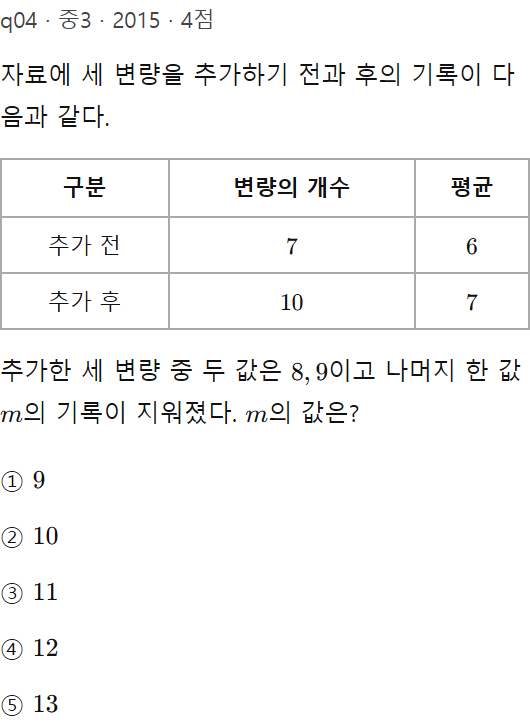 q04 · 중3 · 2015 · 4점
자료에 세 변량을 추가하기 전과 후의 기록이 다
음과 같다.
구분 변량의 개수 평균
추가 전 7 6
추가 후 10 7
추가한 세 변량 중 두 값은 8, 9이고 나머지 한 값
m의 기록이 지워졌다. m의 값은?
① 9
② 10
③ 11
④ 12
⑤ 13